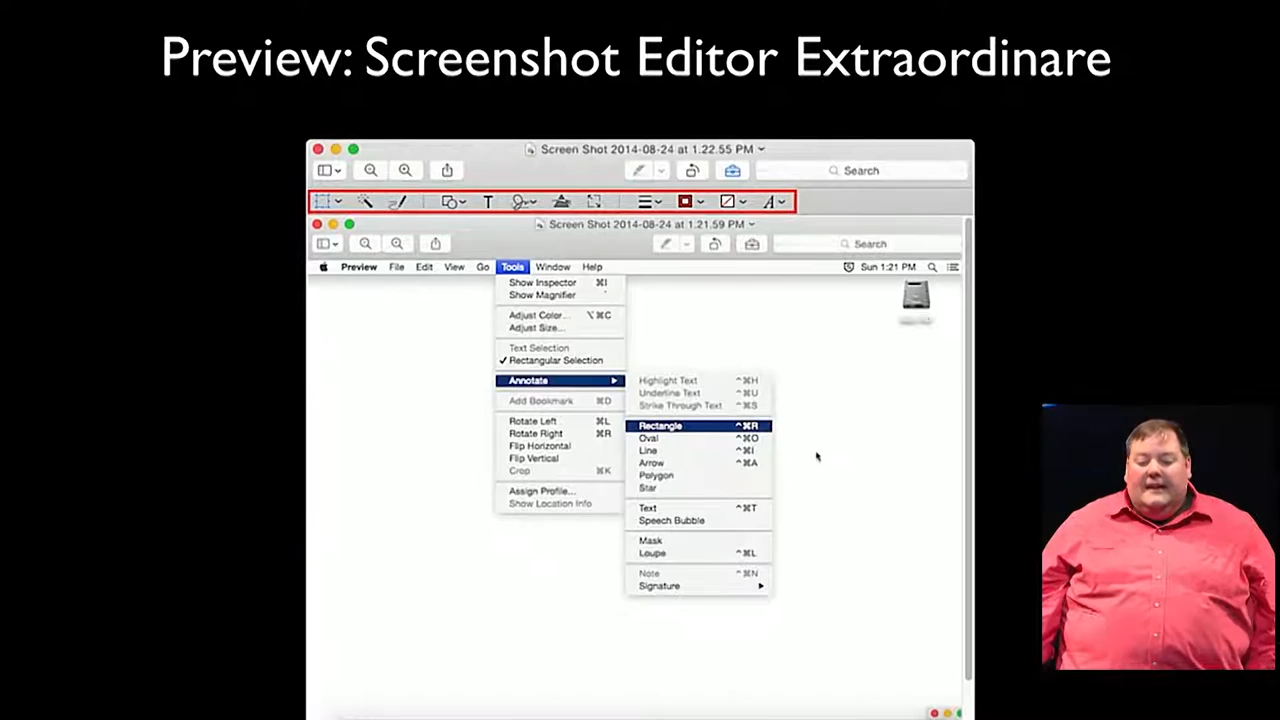 Preview: Screenshot Editor Extraordinare
Screen Shot 2014-08-24 at 1.22.55 PM
Search
T
A
Screen Shot 2014-08-24 at 1.21.59 PM
Search
Preview File Edit View Go Tools Window Help Sun 1:21 PM
Show Inspector ⌘I
Show Magnifier
Adjust Color... ⌥⌘C
Adjust Size...
Text Selection
✓ Rectangular Selection
Annotate
Add Bookmark ⌘D
Rotate Left ⌘L
Rotate Right ⌘R
Flip Horizontal
Flip Vertical
Crop ⌘K
Assign Profile...
Show Location Info
Highlight Text ^⌘H
Underline Text ^⌘U
Strike Through Text ^⌘S
Rectangle ^⌘R
Oval ^⌘O
Line ^⌘I
Arrow ^⌘A
Polygon
Star
Text ^⌘T
Speech Bubble
Mask
Loupe ^⌘L
Note ^⌘N
Signature